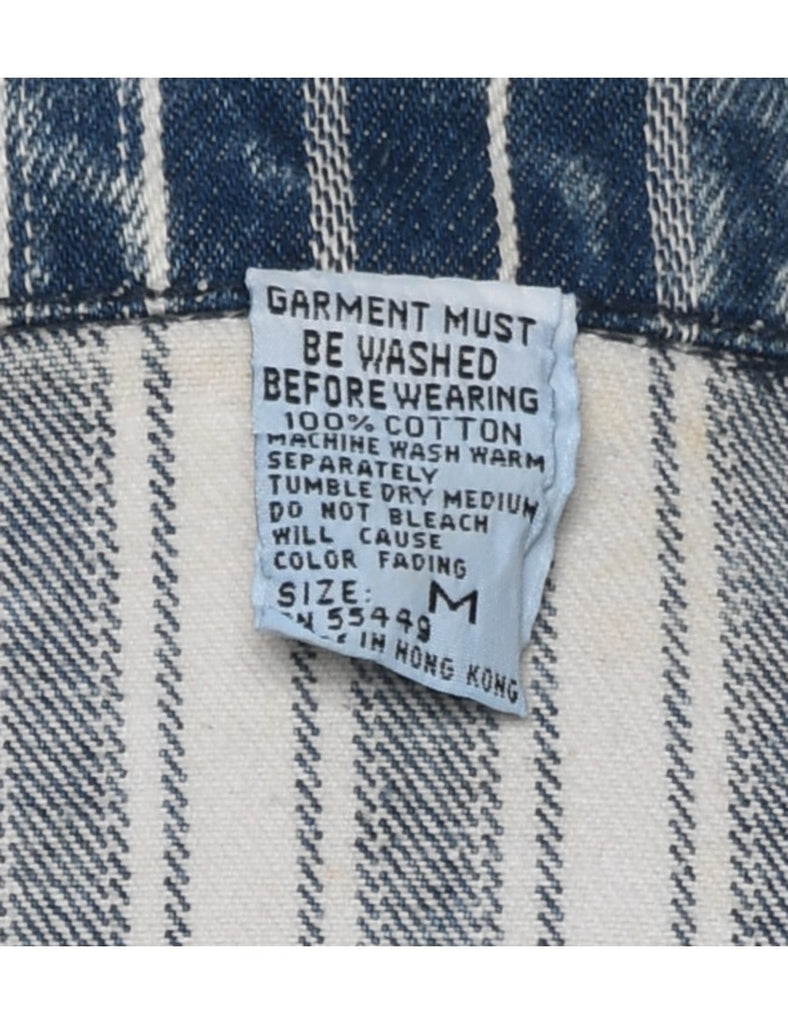 GARMENT MUST
BE WASHED
BEFORE WEARING
100% COTTON
MACHINE WASH WARM
SEPARATELY
TUMBLE DRY MEDIUM
DO NOT BLEACH
WILL CAUSE
COLOR FADING
SIZE: M
55449
IN HONG KONG